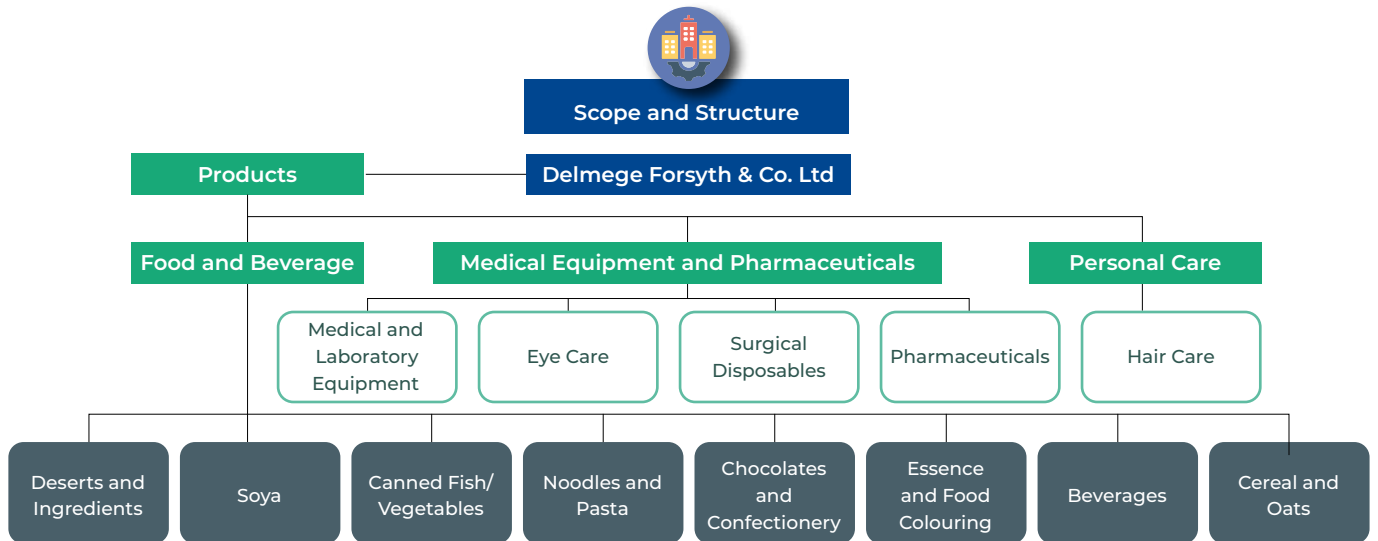 Scope and Structure
Products
Delmege Forsyth & Co. Ltd
Food and Beverage
Medical Equipment and Pharmaceuticals
Personal Care
Medical and
Laboratory
Equipment
Eye Care
Surgical
Disposables
Pharmaceuticals
Hair Care
Deserts and
Ingredients
Soya
Canned Fish/
Vegetables
Noodles and
Pasta
Chocolates
and
Confectionery
Essence
and Food
Colouring
Beverages
Cereal and
Oats